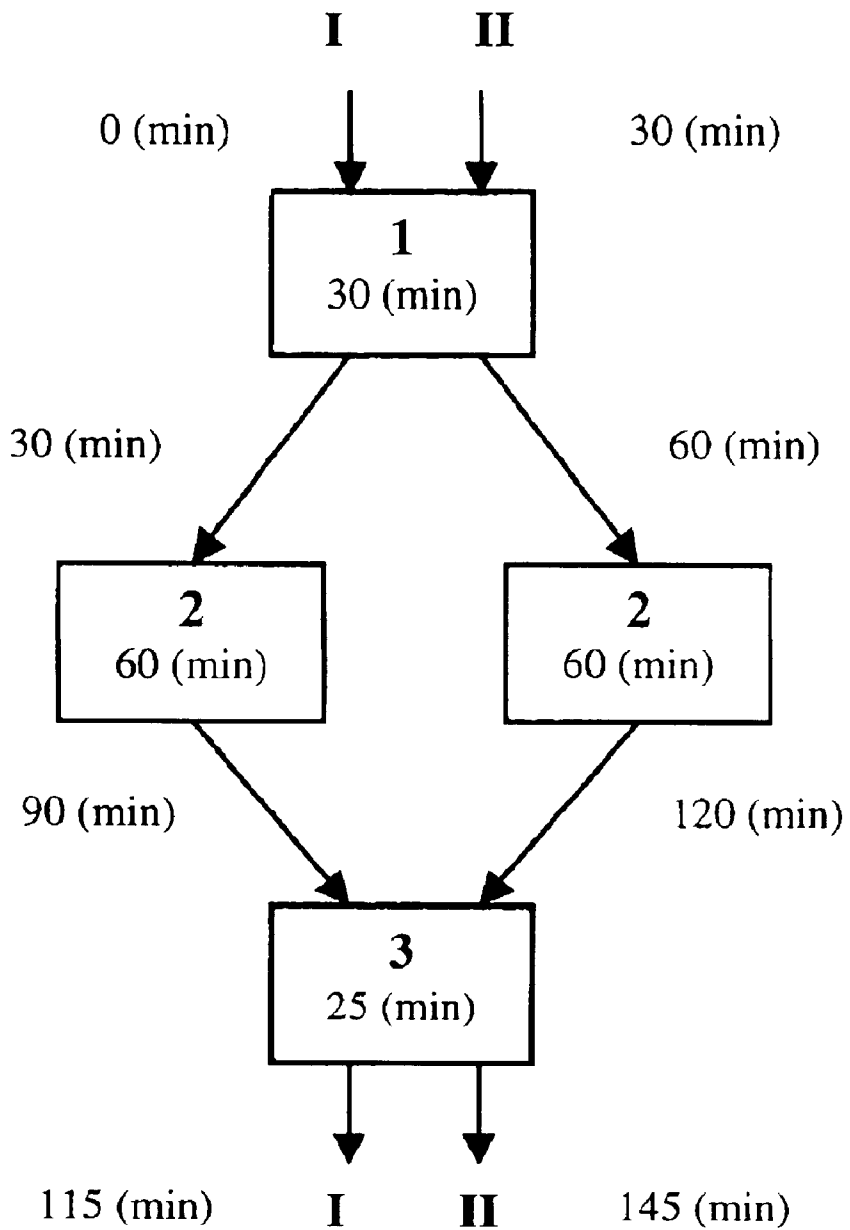 I II
0 (min) 30 (min)
1
30 (min)
30 (min) 60 (min)
2 2
60 (min) 60 (min)
90 (min) 120 (min)
3
25 (min)
115 (min) I II 145 (min)